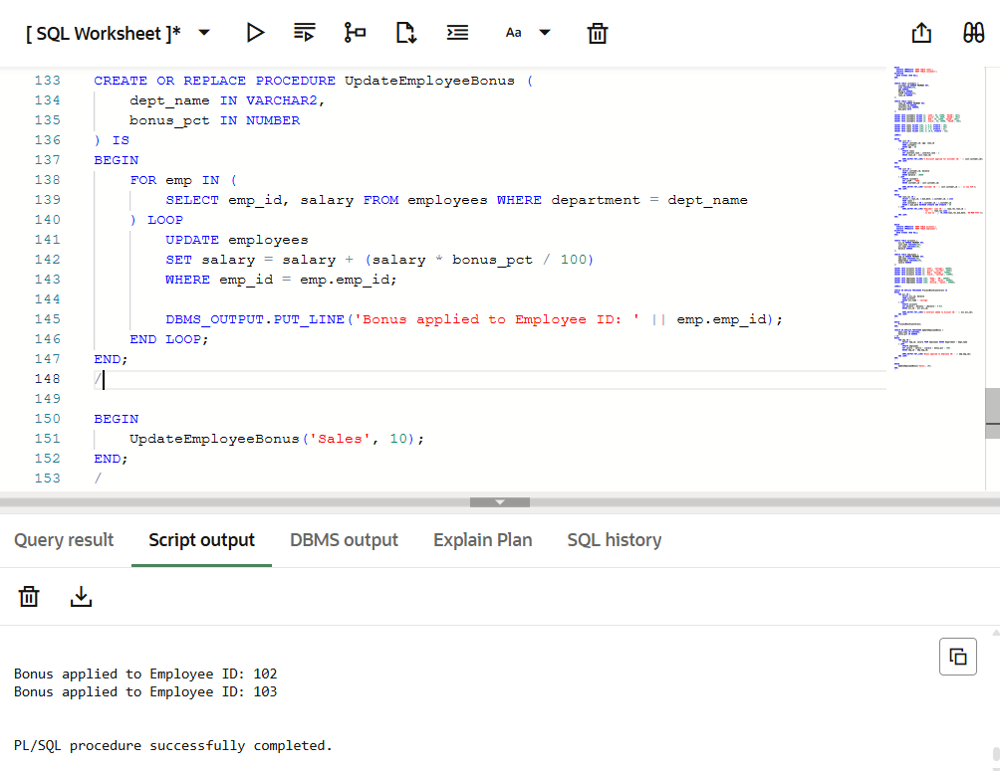 [ SQL Worksheet ]*
Aa
133 CREATE OR REPLACE PROCEDURE UpdateEmployeeBonus (
134     dept_name IN VARCHAR2,
135     bonus_pct IN NUMBER
136 ) IS
137 BEGIN
138     FOR emp IN (
139         SELECT emp_id, salary FROM employees WHERE department = dept_name
140     ) LOOP
141         UPDATE employees
142         SET salary = salary + (salary * bonus_pct / 100)
143         WHERE emp_id = emp.emp_id;
144
145         DBMS_OUTPUT.PUT_LINE('Bonus applied to Employee ID: ' || emp.emp_id);
146     END LOOP;
147 END;
148 /
149
150 BEGIN
151     UpdateEmployeeBonus('Sales', 10);
152 END;
153 /
Query result Script output DBMS output Explain Plan SQL history
Bonus applied to Employee ID: 102
Bonus applied to Employee ID: 103
PL/SQL procedure successfully completed.